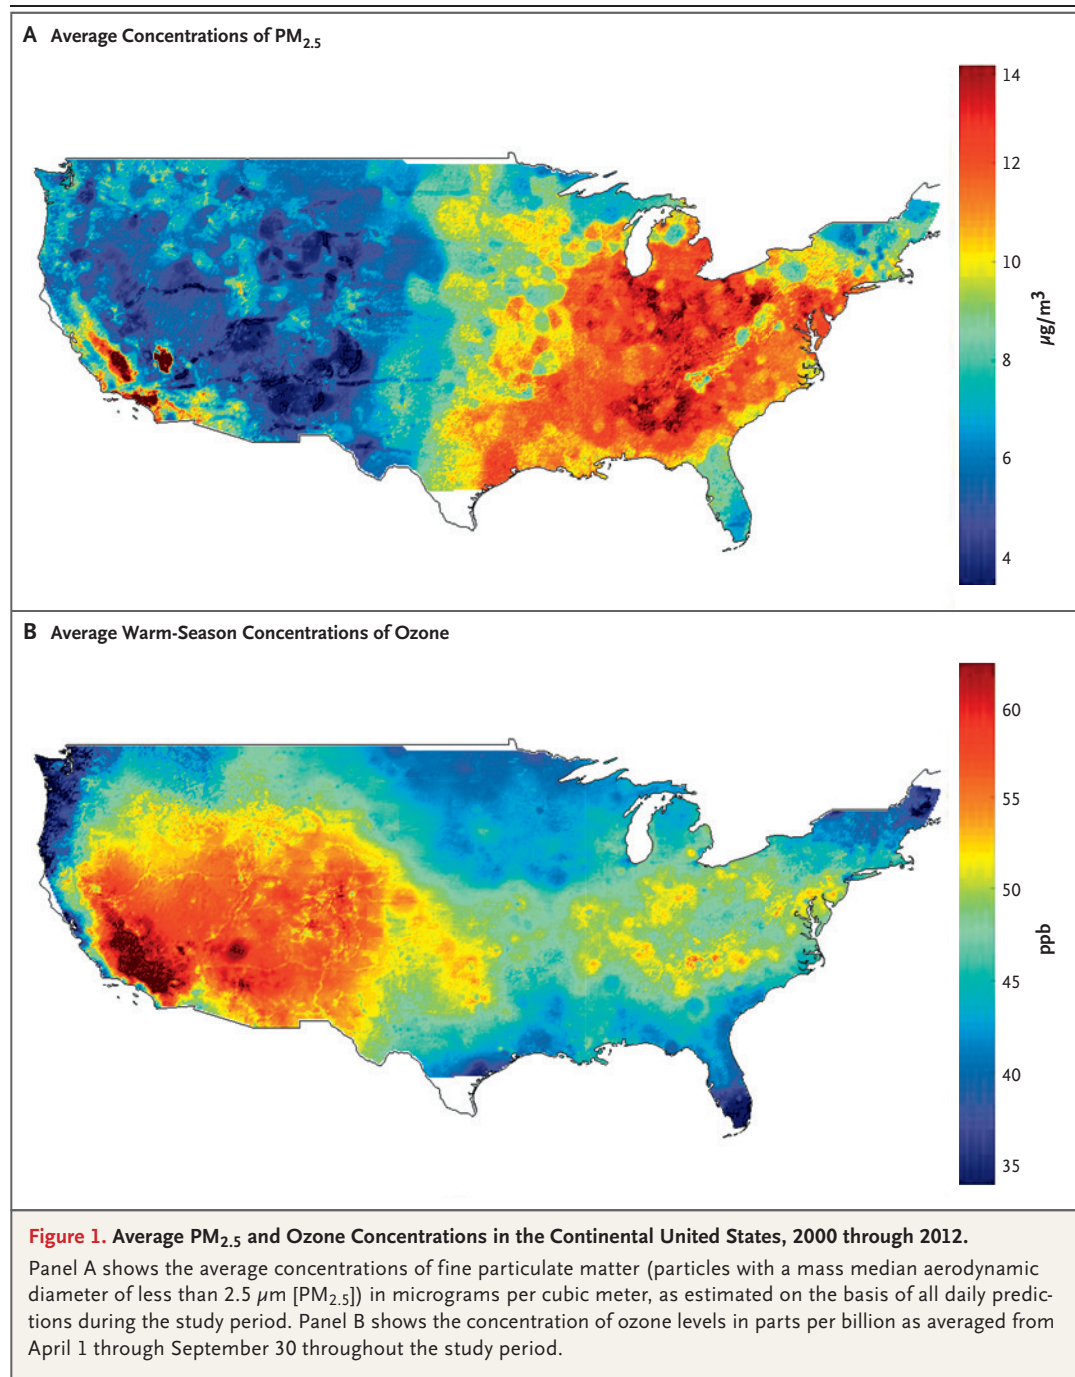 A Average Concentrations of PM2.5
14
12
10
8
6
4
µg/m3
B Average Warm-Season Concentrations of Ozone
60
55
50
45
40
35
ppb
Figure 1. Average PM2.5 and Ozone Concentrations in the Continental United States, 2000 through 2012.
Panel A shows the average concentrations of fine particulate matter (particles with a mass median aerodynamic
diameter of less than 2.5 µm [PM2.5]) in micrograms per cubic meter, as estimated on the basis of all daily predic-
tions during the study period. Panel B shows the concentration of ozone levels in parts per billion as averaged from
April 1 through September 30 throughout the study period.